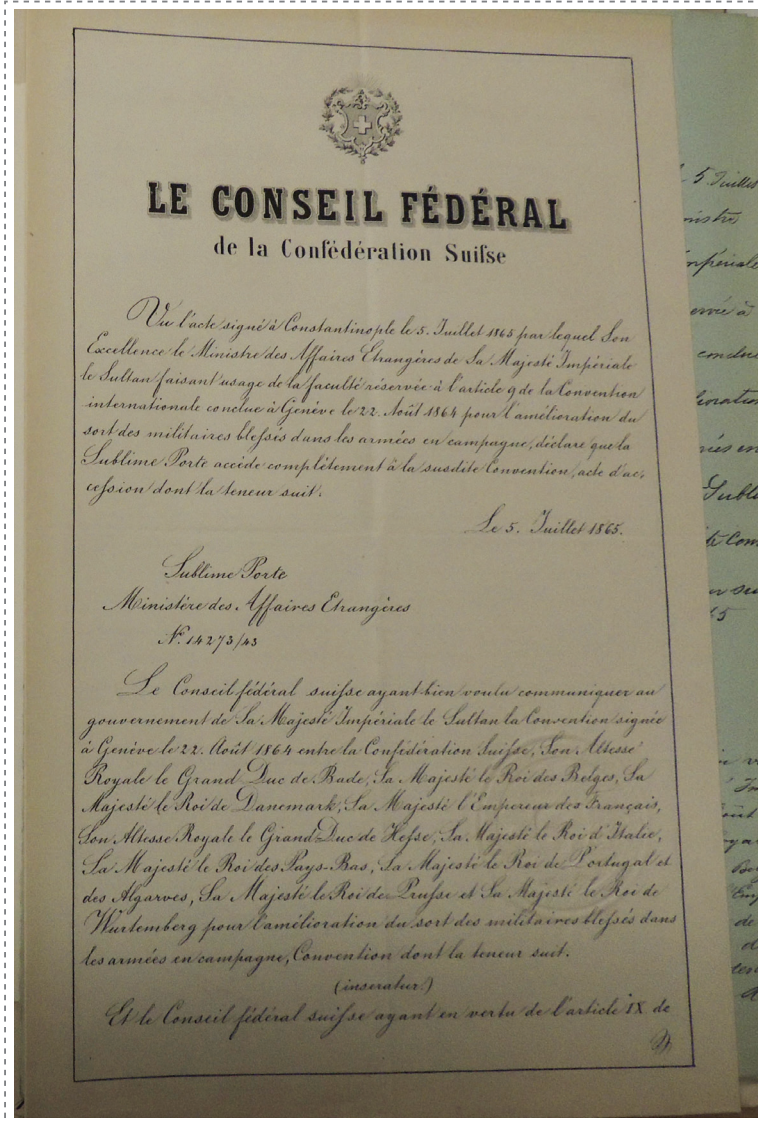 LE CONSEIL FÉDÉRAL
de la Confédération Suiſse
Vu l'acte signé à Constantinople le 5. Juillet 1865 par lequel Son
Excellence le Ministre des Affaires Etrangères de Sa Majesté Impériale
le Sultan faisant usage de la faculté réservée à l'article 9 de la Convention
internationale conclue à Genève le 22. Août 1864 pour l'amélioration du
sort des militaires bleſsés dans les armées en campagne, déclare que la
Sublime Porte accède complètement à la susdite Convention, acte d'ac,
ceſsion dont la teneur suit.
Le 5. Juillet 1865.
Sublime Porte
Ministère des Affaires Etrangères
Nº. 14273/43
Le Conseil fédéral suiſse ayant bien voulu communiquer au
gouvernement de Sa Majesté Impériale le Sultan la Convention signée
à Genève le 22. Août 1864 entre la Confédération Suiſse, Son Altesse
Royale le Grand Duc de Bade, Sa Majesté le Roi des Belges, Sa
Majesté le Roi de Danemark, Sa Majesté l'Empereur des Français,
Son Altesse Royale le Grand-Duc de Heſse, Sa Majesté le Roi d'Italie,
Sa Majesté le Roi des Pays-Bas, Sa Majesté le Roi de Portugal et
des Algarves, Sa Majesté le Roi de Pruſse et Sa Majesté le Roi de
Wurtemberg pour l'amélioration du sort des militaires bleſsés dans
les armées en campagne, Convention dont la teneur suit.
(inseratur.)
Et le Conseil fédéral suiſse ayant en vertu de l'article IX de
5. Juillet